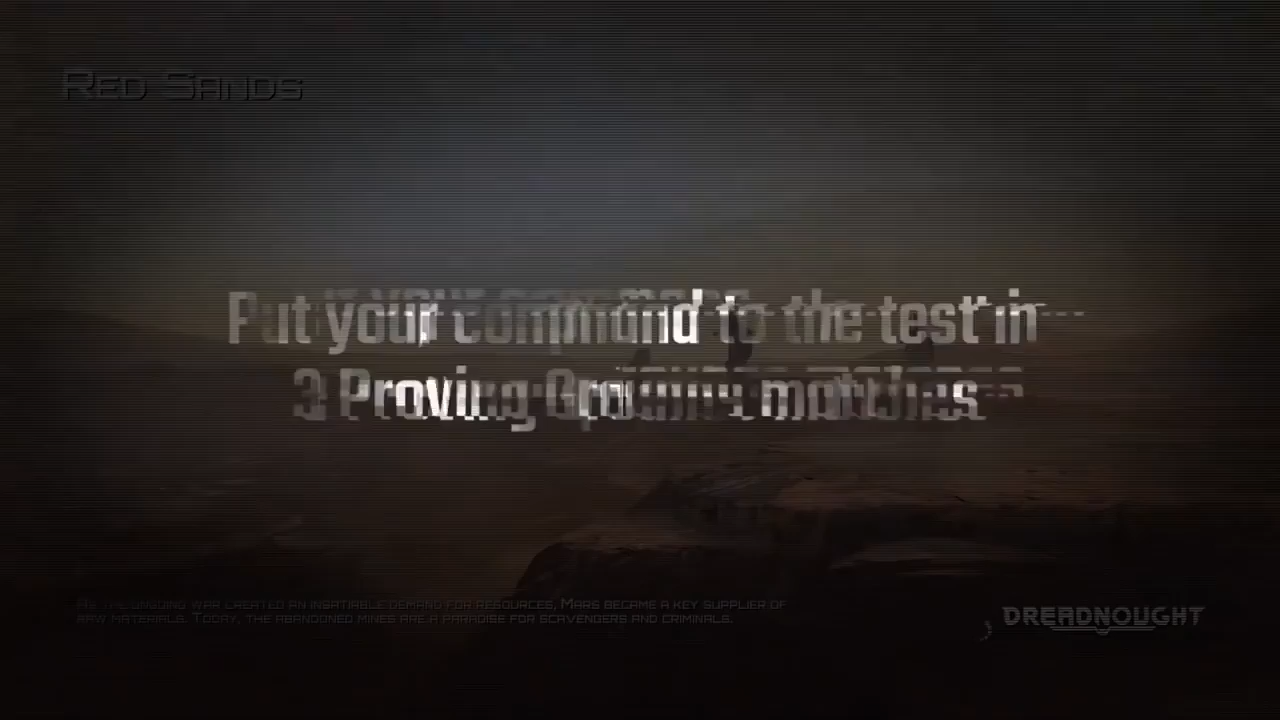 Red Sands
Put your command to the test in
3 Proving Grounds matches
As the ongoing war created an insatiable demand for resources, Mars became a key supplier of
raw materials. Today, the abandoned mines are a paradise for scavengers and criminals.
DREADNOUGHT